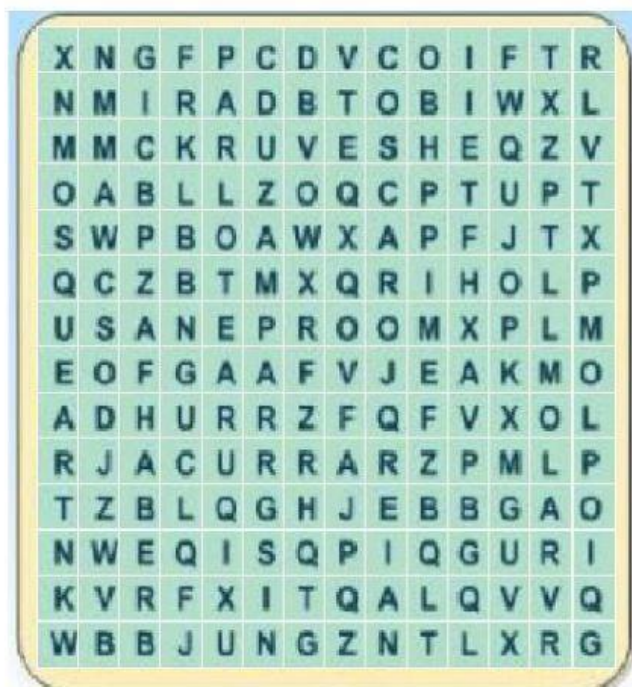 X N G F P C D V C O I F T R
N M I R A D B T O B I W X L
M M C K R U V E S H E Q Z V
O A B L L Z O Q C P T U P T
S W P B O A W X A P F J T X
Q C Z B T M X Q R I H O L P
U S A N E P R O O M X P L M
E O F G A A F V J E A K M O
A D H U R R Z F Q F V X O L
R J A C U R R A R Z P M L P
T Z B L Q G H J E B B G A O
N W E Q I S Q P I Q G U R I
K V R F X I T Q A L Q V V Q
W B B J U N G Z N T L X R G